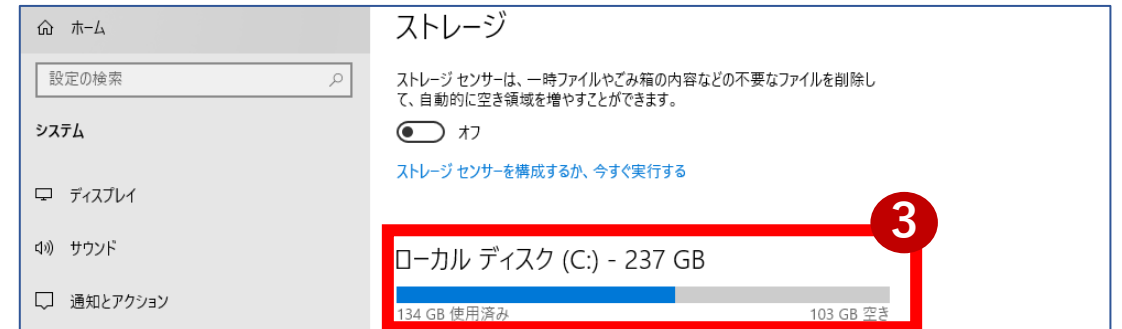 ホーム
設定の検索
システム
ディスプレイ
サウンド
通知とアクション
ストレージ
ストレージ センサーは、一時ファイルやごみ箱の内容などの不要なファイルを削除し
て、自動的に空き領域を増やすことができます。
オフ
ストレージ センサーを構成するか、今すぐ実行する
3
ローカル ディスク (C:) - 237 GB
134 GB 使用済み
103 GB 空き